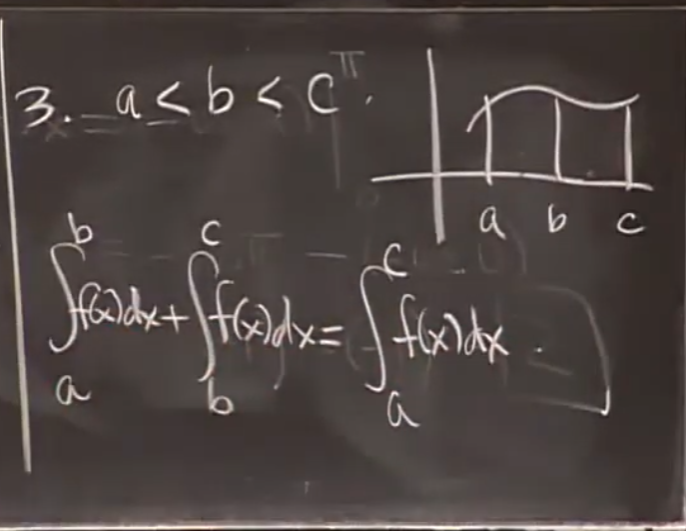 3. a < b < c.
a b c
∫_a^b f(x)dx + ∫_b^c f(x)dx = ∫_a^c f(x)dx.